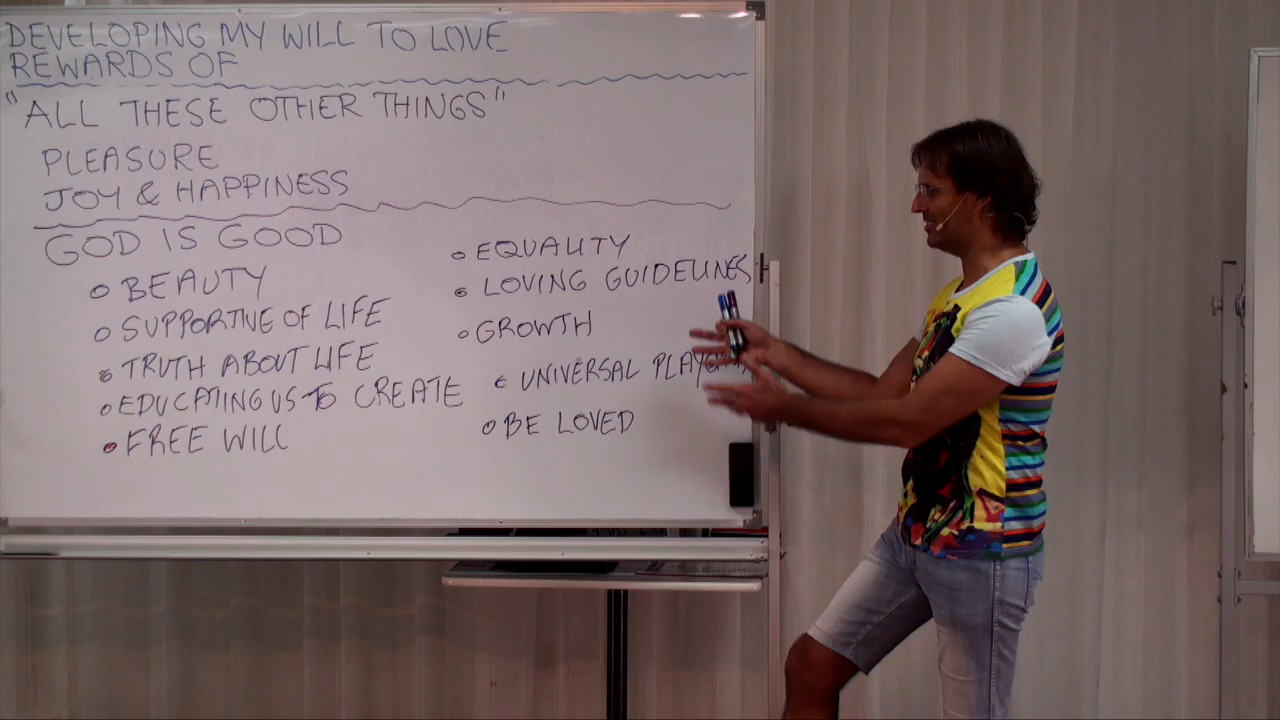 DEVELOPING MY WILL TO LOVE
REWARDS OF
"ALL THESE OTHER THINGS"
PLEASURE
JOY & HAPPINESS
GOD IS GOOD
BEAUTY
SUPPORTIVE OF LIFE
TRUTH ABOUT LIFE
EDUCATING US TO CREATE
FREE WILL
EQUALITY
LOVING GUIDELINES
GROWTH
UNIVERSAL
BE LOVED